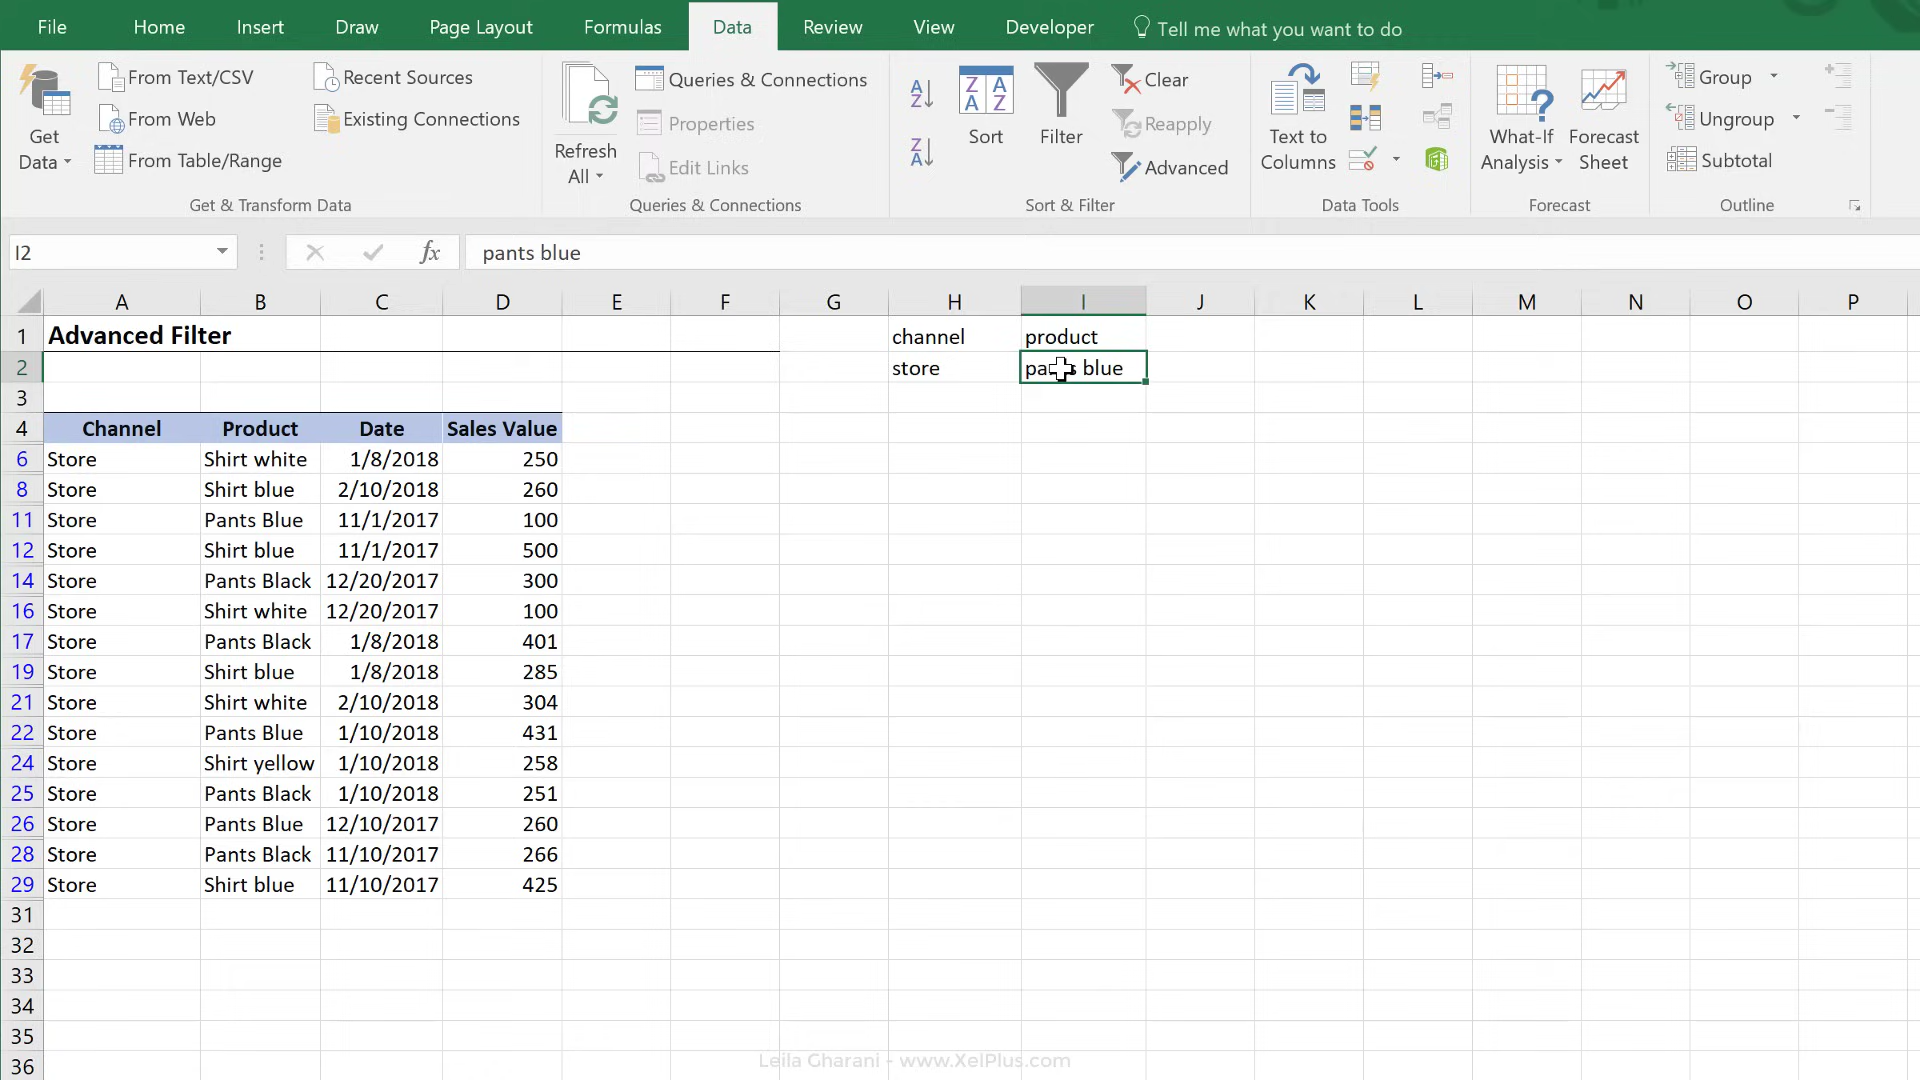 File Home Insert Draw Page Layout Formulas Data Review View Developer Tell me what you want to do
Get Data
From Text/CSV
From Web
From Table/Range
Recent Sources
Existing Connections
Get & Transform Data
Refresh All
Queries & Connections
Properties
Edit Links
Queries & Connections
A Z
Z A
Z A A Z
Sort
Filter
Clear
Reapply
Advanced
Sort & Filter
Text to Columns
Data Tools
What-If Analysis
Forecast Sheet
Forecast
Group
Ungroup
Subtotal
Outline
I2 fx pants blue
A B C D E F G H I J K L M N O P
1 Advanced Filter channel product
2 store pants blue
3
4 Channel Product Date Sales Value
6 Store Shirt white 1/8/2018 250
8 Store Shirt blue 2/10/2018 260
11 Store Pants Blue 11/1/2017 100
12 Store Shirt blue 11/1/2017 500
14 Store Pants Black 12/20/2017 300
16 Store Shirt white 12/20/2017 100
17 Store Pants Black 1/8/2018 401
19 Store Shirt blue 1/8/2018 285
21 Store Shirt white 2/10/2018 304
22 Store Pants Blue 1/10/2018 431
24 Store Shirt yellow 1/10/2018 258
25 Store Pants Black 1/10/2018 251
26 Store Pants Blue 12/10/2017 260
28 Store Pants Black 11/10/2017 266
29 Store Shirt blue 11/10/2017 425
31
32
33
34
35
36
Leila Gharani - www.XelPlus.com